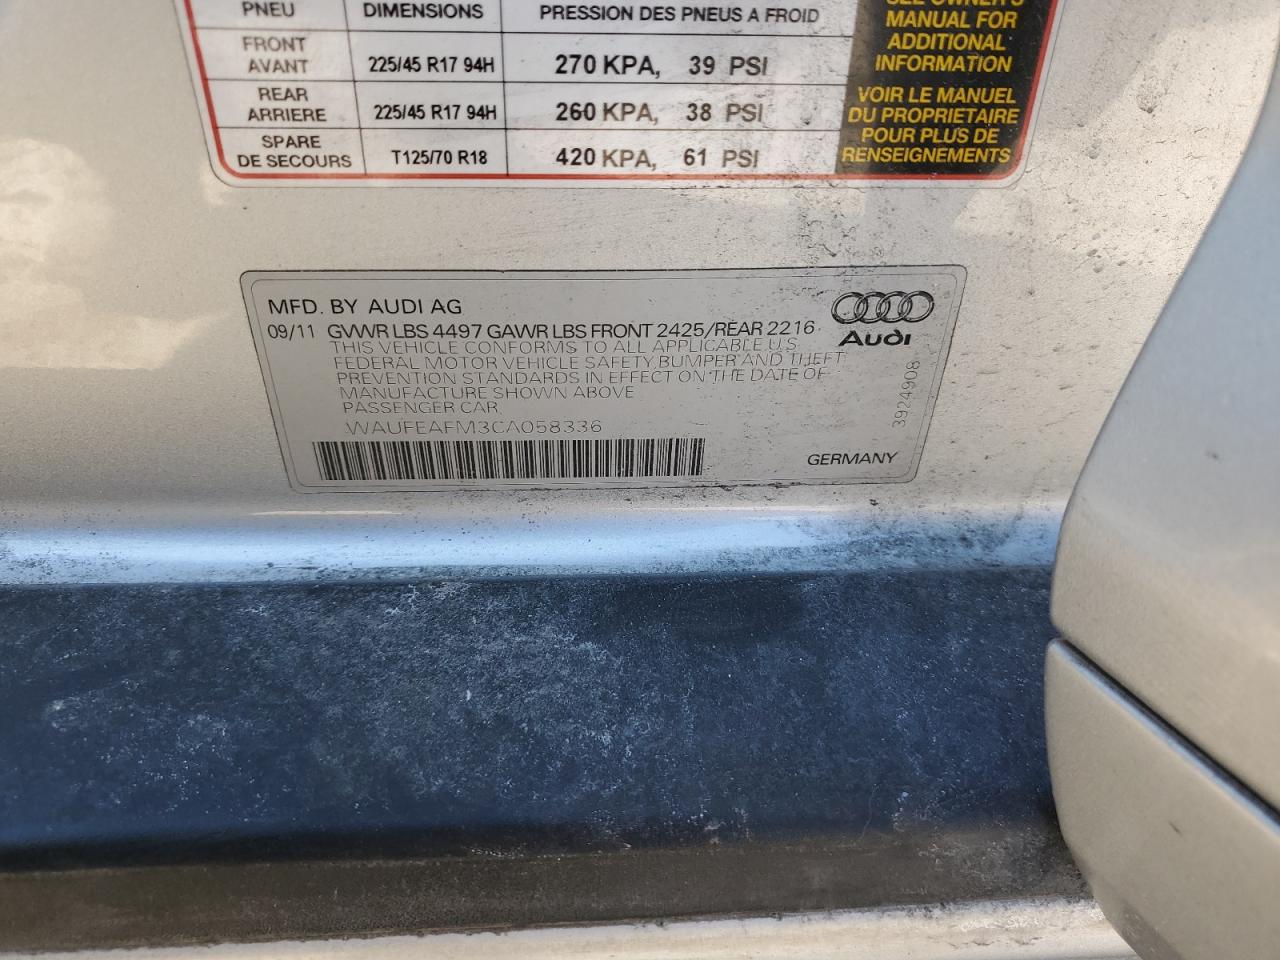 PNEU DIMENSIONS PRESSION DES PNEUS A FROID
FRONT
AVANT 225/45 R17 94H 270 KPA, 39 PSI
REAR
ARRIERE 225/45 R17 94H 260 KPA, 38 PSI
SPARE
DE SECOURS T125/70 R18 420 KPA, 61 PSI
SEE OWNER'S
MANUAL FOR
ADDITIONAL
INFORMATION
VOIR LE MANUEL
DU PROPRIETAIRE
POUR PLUS DE
RENSEIGNEMENTS
MFD. BY AUDI AG
09/11 GVWR LBS 4497 GAWR LBS FRONT 2425/REAR 2216
THIS VEHICLE CONFORMS TO ALL APPLICABLE U.S.
FEDERAL MOTOR VEHICLE SAFETY, BUMPER AND THEFT
PREVENTION STANDARDS IN EFFECT ON THE DATE OF
MANUFACTURE SHOWN ABOVE
PASSENGER CAR
WAUFEAFM3CA058336
Audi
3924908
GERMANY